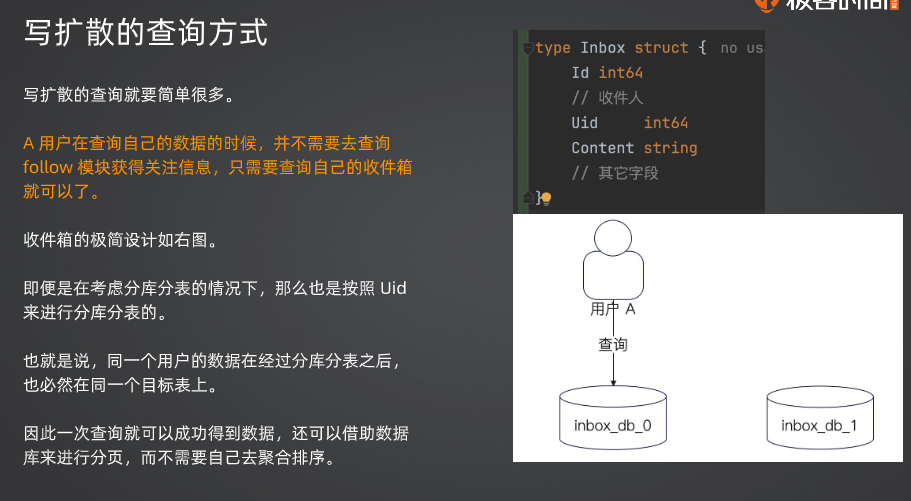 写扩散的查询方式
写扩散的查询就要简单很多。
A 用户在查询自己的数据的时候，并不需要去查询
follow 模块获得关注信息，只需要查询自己的收件箱
就可以了。
收件箱的极简设计如右图。
即便是在考虑分库分表的情况下，那么也是按照 Uid
来进行分库分表的。
也就是说，同一个用户的数据在经过分库分表之后，
也必然在同一个目标表上。
因此一次查询就可以成功得到数据，还可以借助数据
库来进行分页，而不需要自己去聚合排序。
type Inbox struct { no us
Id int64
// 收件人
Uid int64
Content string
// 其它字段
}
用户 A
查询
inbox_db_0
inbox_db_1